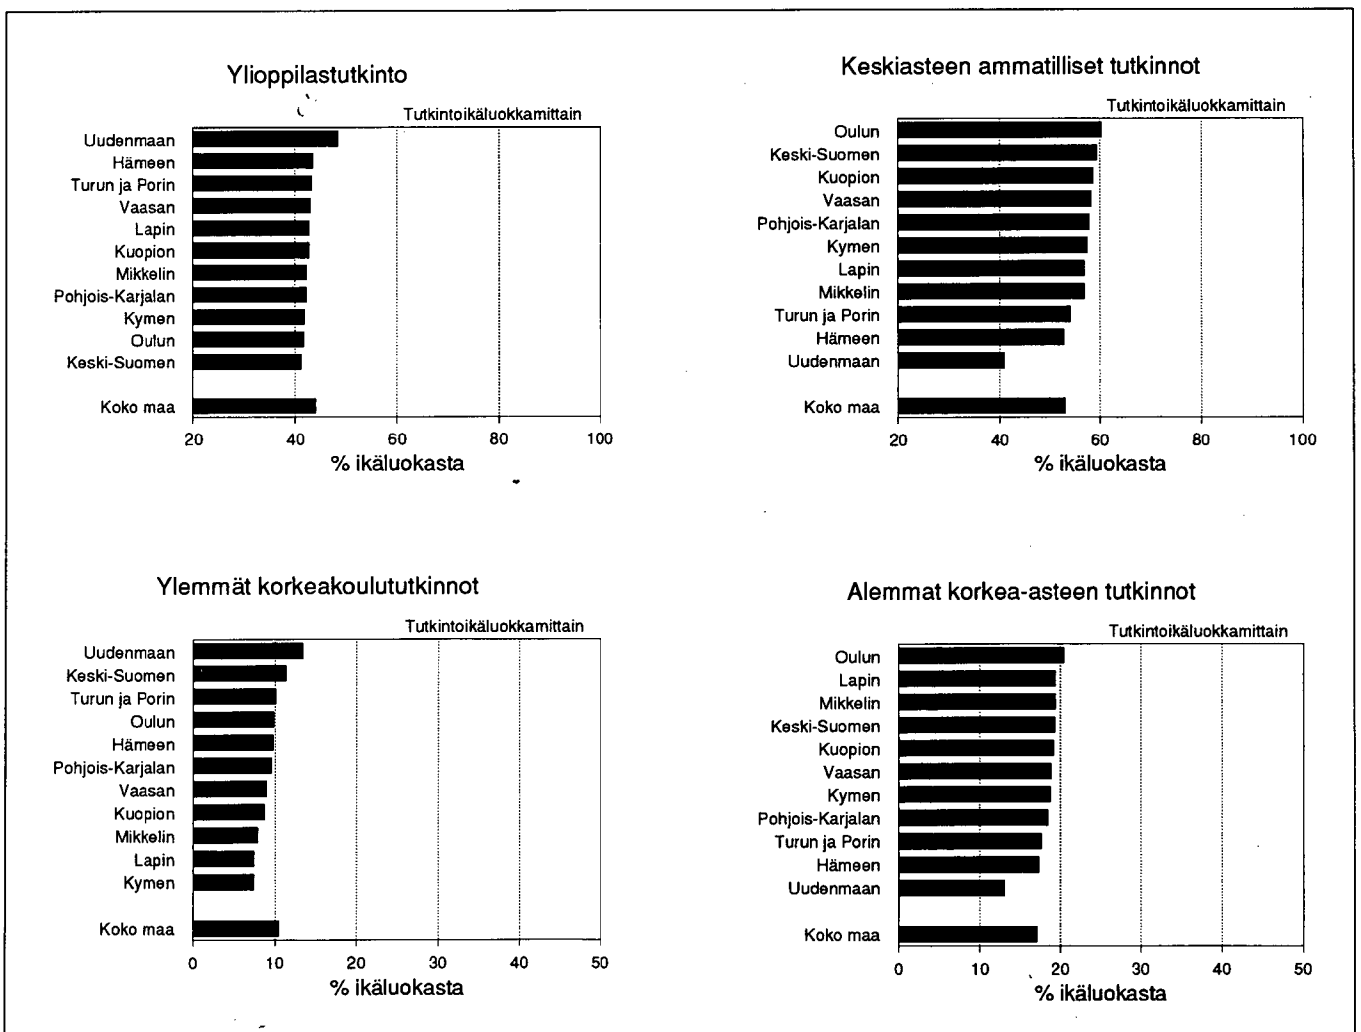 Ylioppilastutkinto
Tutkintoikäluokkamittain
Uudenmaan
Hämeen
Turun ja Porin
Vaasan
Lapin
Kuopion
Mikkelin
Pohjois-Karjalan
Kymen
Oulun
Keski-Suomen
Koko maa
20 40 60 80 100
% ikäluokasta
Keskiasteen ammatilliset tutkinnot
Tutkintoikäluokkamittain
Oulun
Keski-Suomen
Kuopion
Vaasan
Pohjois-Karjalan
Kymen
Lapin
Mikkelin
Turun ja Porin
Hämeen
Uudenmaan
Koko maa
20 40 60 80 100
% ikäluokasta
Ylemmät korkeakoulututkinnot
Tutkintoikäluokkamittain
Uudenmaan
Keski-Suomen
Turun ja Porin
Oulun
Hämeen
Pohjois-Karjalan
Vaasan
Kuopion
Mikkelin
Lapin
Kymen
Koko maa
0 10 20 30 40 50
% ikäluokasta
Alemmat korkea-asteen tutkinnot
Tutkintoikäluokkamittain
Oulun
Lapin
Mikkelin
Keski-Suomen
Kuopion
Vaasan
Kymen
Pohjois-Karjalan
Turun ja Porin
Hämeen
Uudenmaan
Koko maa
0 10 20 30 40 50
% ikäluokasta